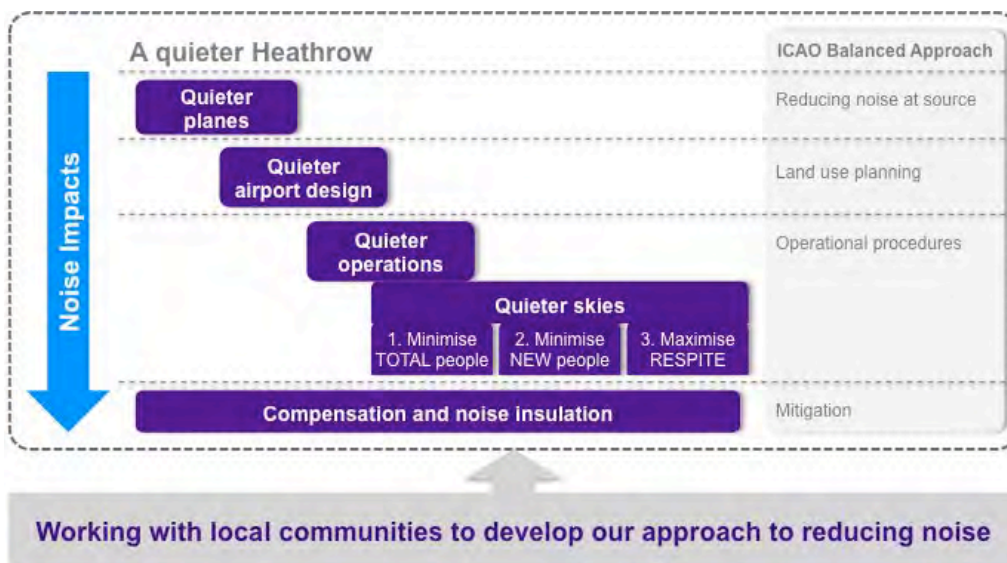 A quieter Heathrow
ICAO Balanced Approach
Noise Impacts
Quieter
planes
Reducing noise at source
Quieter
airport design
Land use planning
Quieter
operations
Operational procedures
Quieter skies
1. Minimise
TOTAL people
2. Minimise
NEW people
3. Maximise
RESPITE
Compensation and noise insulation
Mitigation
Working with local communities to develop our approach to reducing noise